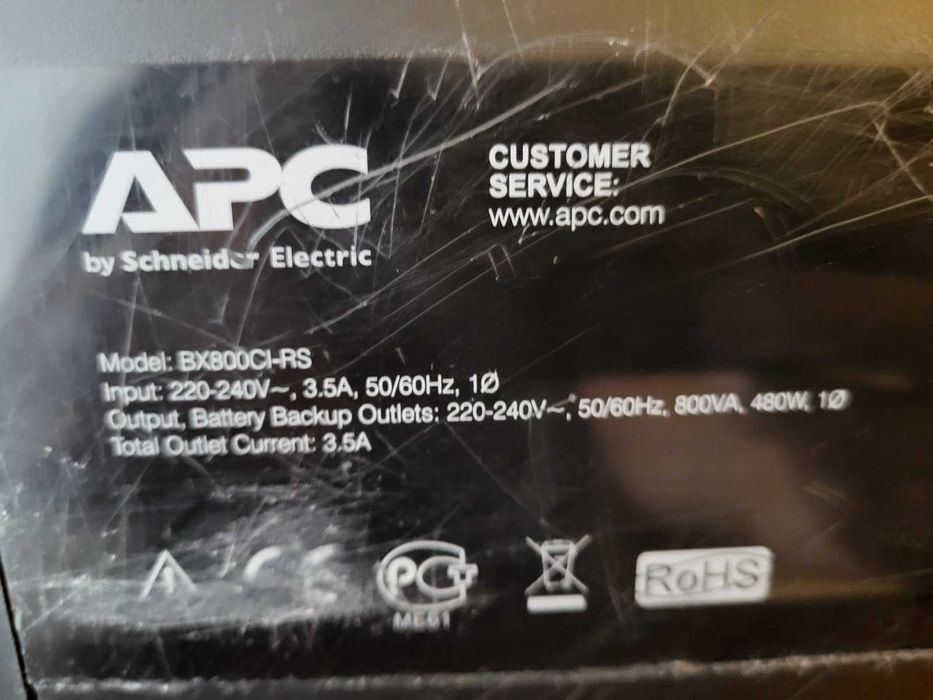 APC
by Schneider Electric
CUSTOMER
SERVICE:
www.apc.com
Model: BX800CI-RS
Input: 220-240V~, 3.5A, 50/60Hz, 1Ø
Output, Battery Backup Outlets: 220-240V~, 50/60Hz, 800VA, 480W, 1Ø
Total Outlet Current: 3.5A
CE
PCT
ME61
RoHS